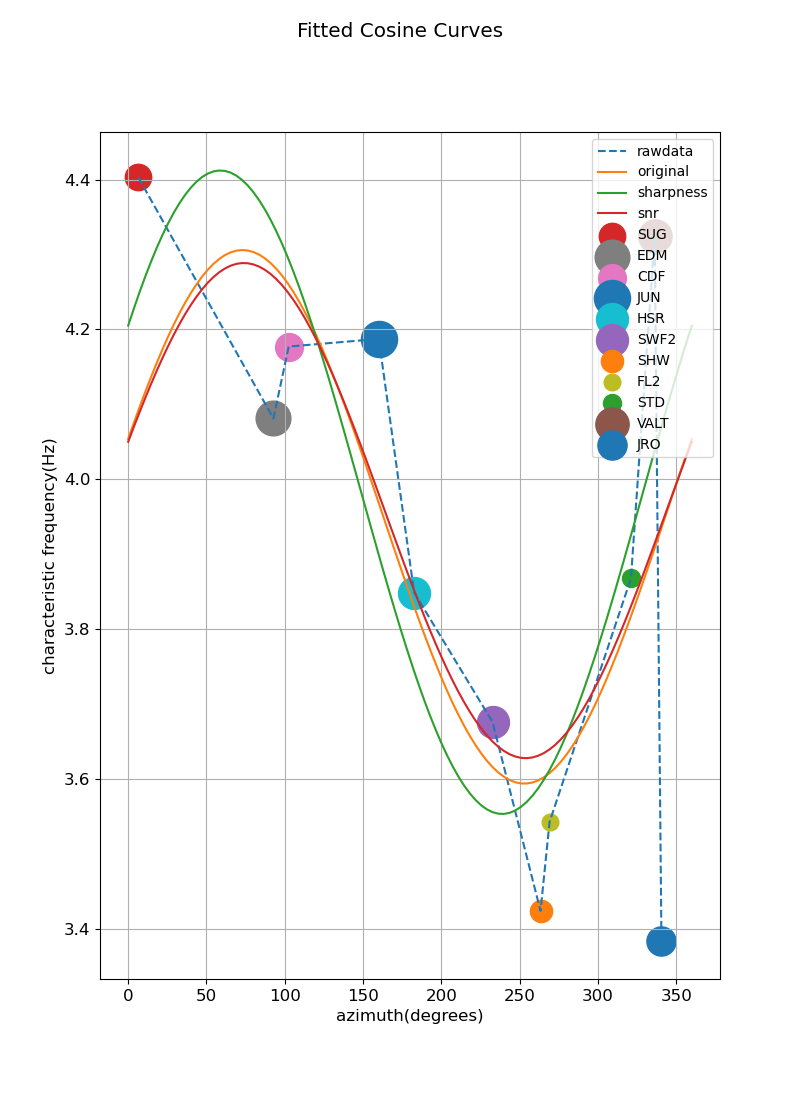 Fitted Cosine Curves
characteristic frequency(Hz)
4.4
4.2
4.0
3.8
3.6
3.4
rawdata
original
sharpness
snr
SUG
EDM
CDF
JUN
HSR
SWF2
SHW
FL2
STD
VALT
JRO
0 50 100 150 200 250 300 350
azimuth(degrees)